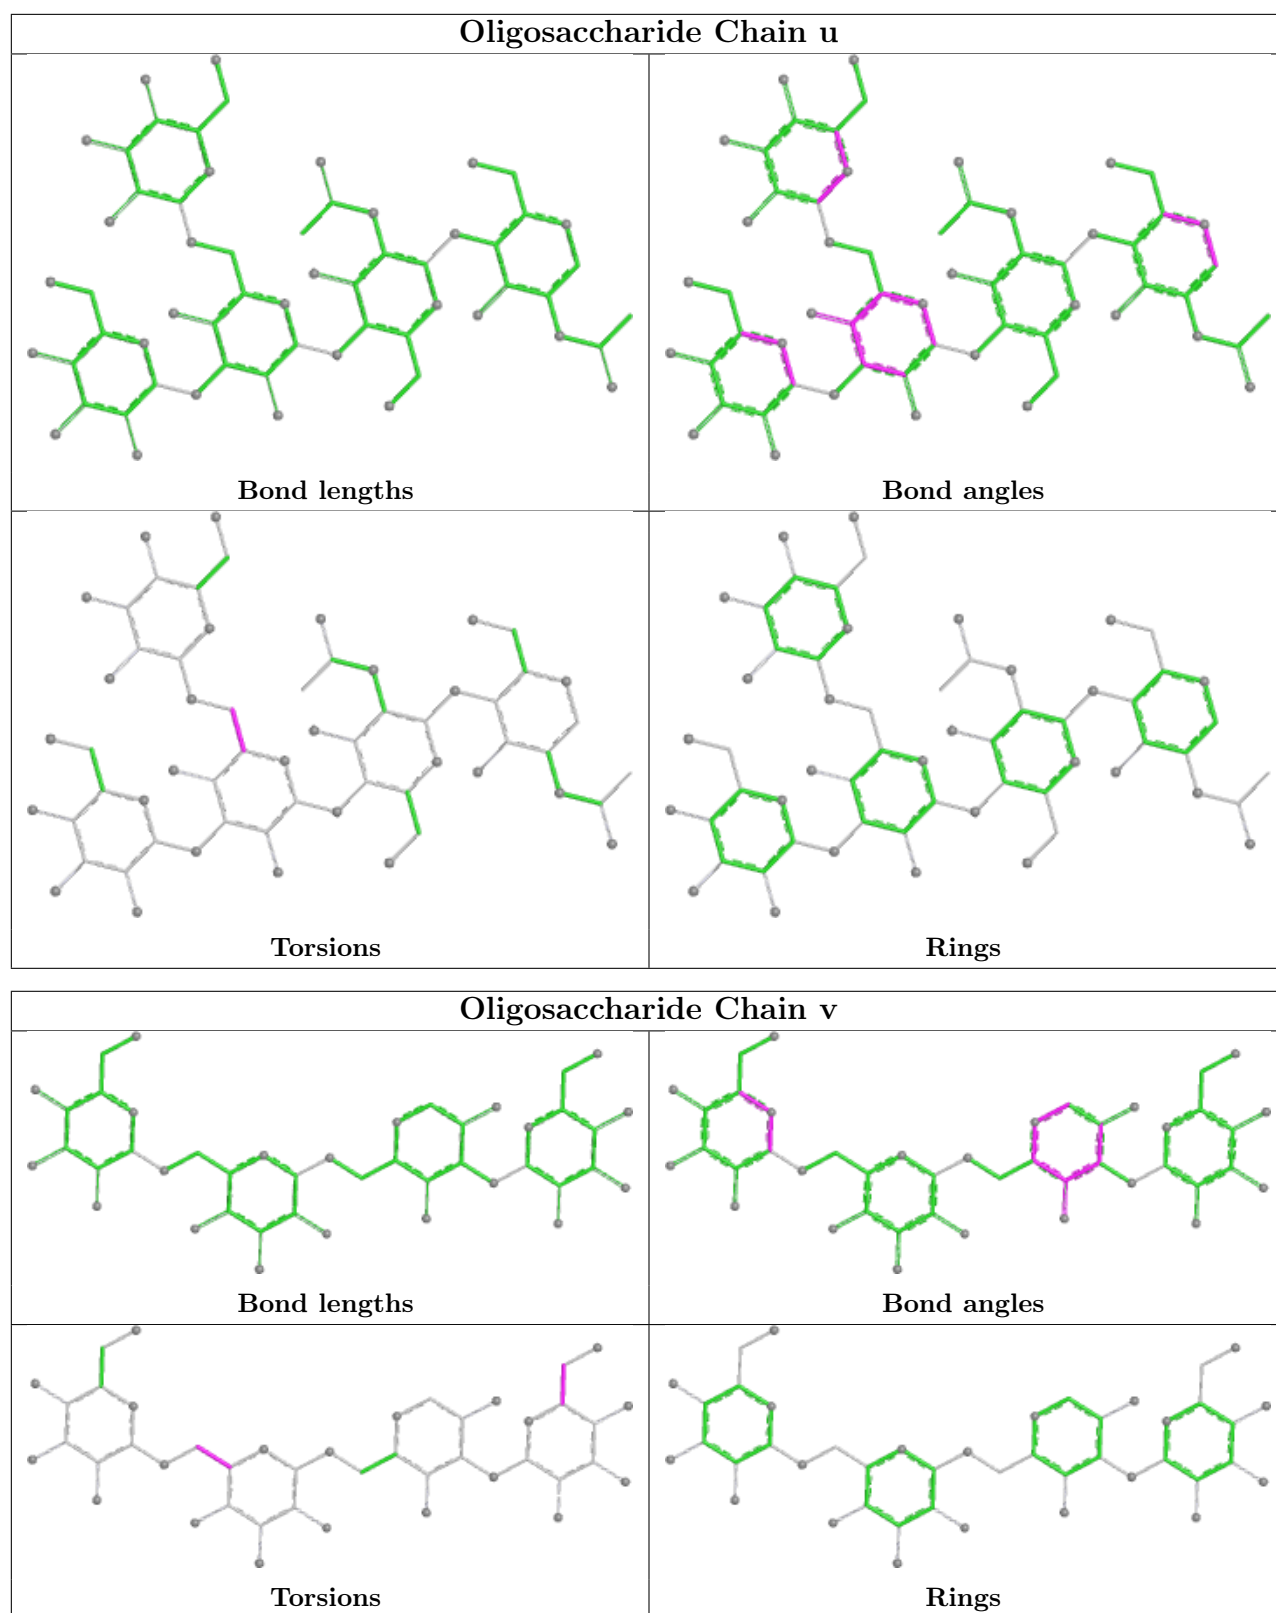 Oligosaccharide Chain u
Bond lengths
Bond angles
Torsions
Rings
Oligosaccharide Chain v
Bond lengths
Bond angles
Torsions
Rings